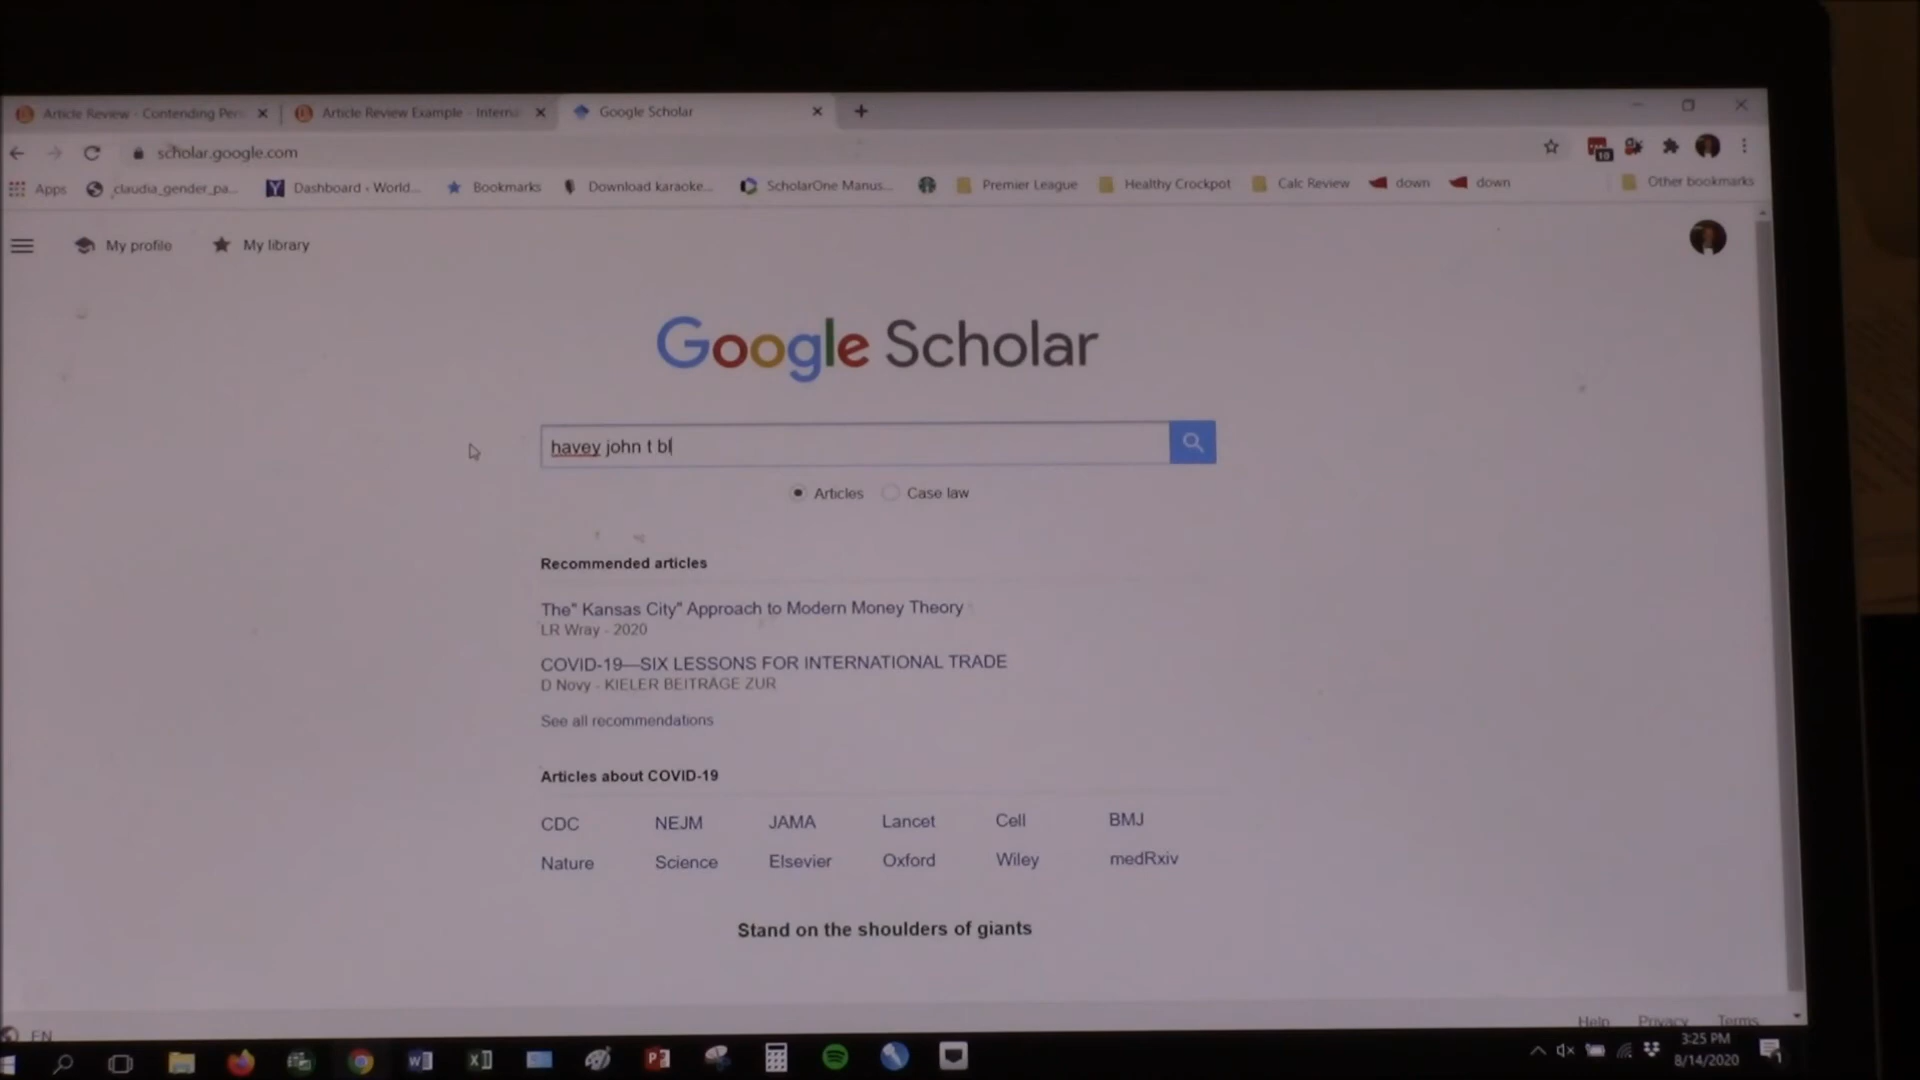 Article Review - Contending Per
Article Review Example - Interna
Google Scholar
scholar.google.com
10
Apps
_claudia_gender_pa...
Dashboard ‹ World...
Bookmarks
Download karaoke...
ScholarOne Manus...
Premier League
Healthy Crockpot
Calc Review
down
down
Other bookmarks
My profile
My library
Google Scholar
havey john t bl
Articles
Case law
Recommended articles
The" Kansas City" Approach to Modern Money Theory
LR Wray - 2020
COVID-19—SIX LESSONS FOR INTERNATIONAL TRADE
D Novy - KIELER BEITRÄGE ZUR
See all recommendations
Articles about COVID-19
CDC NEJM JAMA Lancet Cell BMJ
Nature Science Elsevier Oxford Wiley medRxiv
Stand on the shoulders of giants
EN
Help Privacy Terms
3:25 PM
8/14/2020